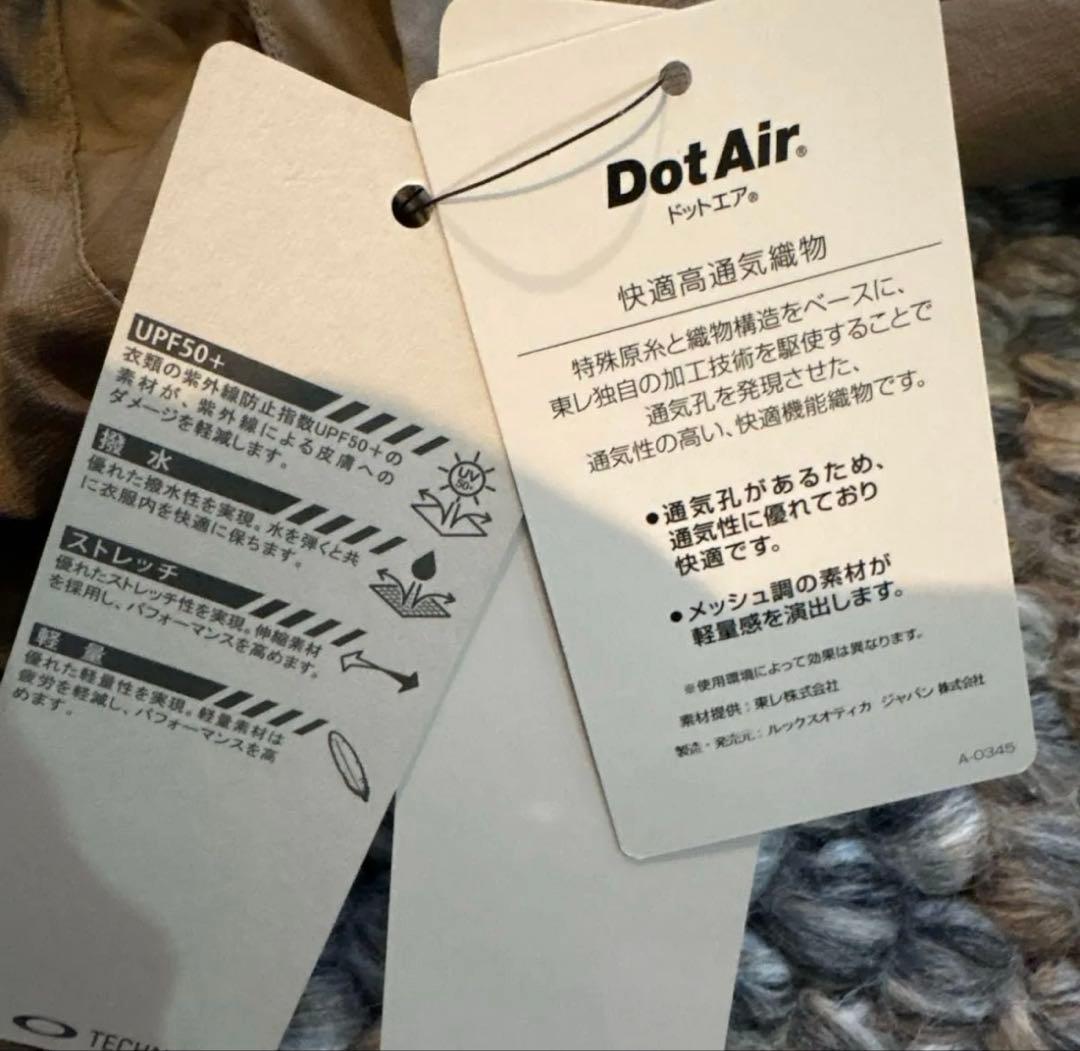 UPF50+
衣類の紫外線防止指数UPF50+の
素材が、紫外線による皮膚への
ダメージを軽減します。
UV
50+
撥 水
優れた撥水性を実現。水を弾くと共
に衣服内を快適に保ちます。
ストレッチ
優れたストレッチ性を実現。伸縮素材
を採用し、パフォーマンスを高めます。
軽 量
優れた軽量性を実現。軽量素材は
疲労を軽減し、パフォーマンスを高
めます。
Dot Air®
ドットエア®
快適高通気織物
特殊原糸と織物構造をベースに、
東レ独自の加工技術を駆使することで
通気孔を発現させた、
通気性の高い、快適機能織物です。
●通気孔があるため、
通気性に優れており
快適です。
●メッシュ調の素材が
軽量感を演出します。
※使用環境によって効果は異なります。
素材提供：東レ株式会社
製造・発売元：ルックスオティカ ジャパン 株式会社
A-0345